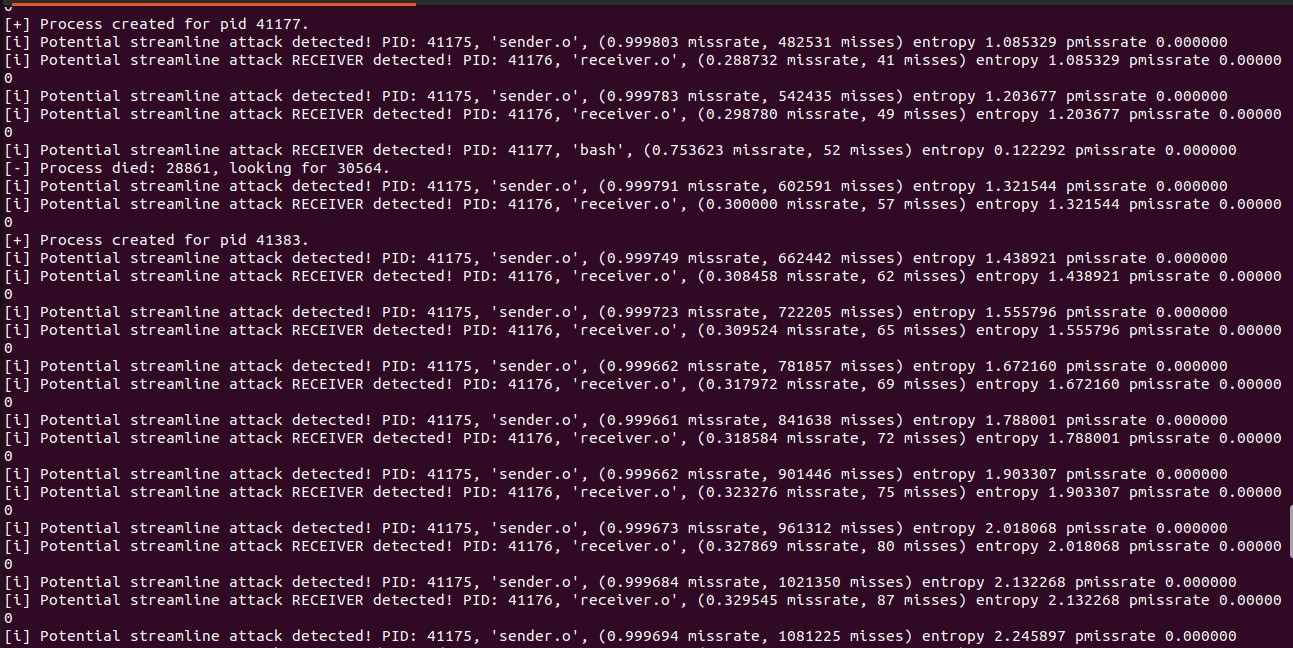 0
[+] Process created for pid 41177.
[i] Potential streamline attack detected! PID: 41175, 'sender.o', (0.999803 missrate, 482531 misses) entropy 1.085329 pmissrate 0.000000
[i] Potential streamline attack RECEIVER detected! PID: 41176, 'receiver.o', (0.288732 missrate, 41 misses) entropy 1.085329 pmissrate 0.00000
0
[i] Potential streamline attack detected! PID: 41175, 'sender.o', (0.999783 missrate, 542435 misses) entropy 1.203677 pmissrate 0.000000
[i] Potential streamline attack RECEIVER detected! PID: 41176, 'receiver.o', (0.298780 missrate, 49 misses) entropy 1.203677 pmissrate 0.00000
0
[i] Potential streamline attack RECEIVER detected! PID: 41177, 'bash', (0.753623 missrate, 52 misses) entropy 0.122292 pmissrate 0.000000
[-] Process died: 28861, looking for 30564.
[i] Potential streamline attack detected! PID: 41175, 'sender.o', (0.999791 missrate, 602591 misses) entropy 1.321544 pmissrate 0.000000
[i] Potential streamline attack RECEIVER detected! PID: 41176, 'receiver.o', (0.300000 missrate, 57 misses) entropy 1.321544 pmissrate 0.00000
0
[+] Process created for pid 41383.
[i] Potential streamline attack detected! PID: 41175, 'sender.o', (0.999749 missrate, 662442 misses) entropy 1.438921 pmissrate 0.000000
[i] Potential streamline attack RECEIVER detected! PID: 41176, 'receiver.o', (0.308458 missrate, 62 misses) entropy 1.438921 pmissrate 0.00000
0
[i] Potential streamline attack detected! PID: 41175, 'sender.o', (0.999723 missrate, 722205 misses) entropy 1.555796 pmissrate 0.000000
[i] Potential streamline attack RECEIVER detected! PID: 41176, 'receiver.o', (0.309524 missrate, 65 misses) entropy 1.555796 pmissrate 0.00000
0
[i] Potential streamline attack detected! PID: 41175, 'sender.o', (0.999662 missrate, 781857 misses) entropy 1.672160 pmissrate 0.000000
[i] Potential streamline attack RECEIVER detected! PID: 41176, 'receiver.o', (0.317972 missrate, 69 misses) entropy 1.672160 pmissrate 0.00000
0
[i] Potential streamline attack detected! PID: 41175, 'sender.o', (0.999661 missrate, 841638 misses) entropy 1.788001 pmissrate 0.000000
[i] Potential streamline attack RECEIVER detected! PID: 41176, 'receiver.o', (0.318584 missrate, 72 misses) entropy 1.788001 pmissrate 0.00000
0
[i] Potential streamline attack detected! PID: 41175, 'sender.o', (0.999662 missrate, 901446 misses) entropy 1.903307 pmissrate 0.000000
[i] Potential streamline attack RECEIVER detected! PID: 41176, 'receiver.o', (0.323276 missrate, 75 misses) entropy 1.903307 pmissrate 0.00000
0
[i] Potential streamline attack detected! PID: 41175, 'sender.o', (0.999673 missrate, 961312 misses) entropy 2.018068 pmissrate 0.000000
[i] Potential streamline attack RECEIVER detected! PID: 41176, 'receiver.o', (0.327869 missrate, 80 misses) entropy 2.018068 pmissrate 0.00000
0
[i] Potential streamline attack detected! PID: 41175, 'sender.o', (0.999684 missrate, 1021350 misses) entropy 2.132268 pmissrate 0.000000
[i] Potential streamline attack RECEIVER detected! PID: 41176, 'receiver.o', (0.329545 missrate, 87 misses) entropy 2.132268 pmissrate 0.00000
0
[i] Potential streamline attack detected! PID: 41175, 'sender.o', (0.999694 missrate, 1081225 misses) entropy 2.245897 pmissrate 0.000000